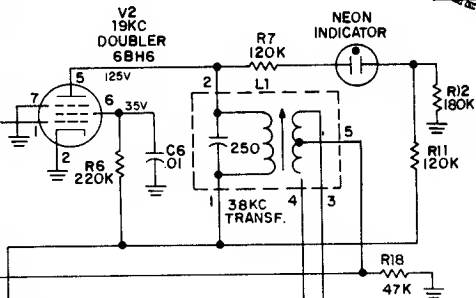 V2
19KC
DOUBLER
6BH6
NEON
INDICATOR
R7
120K
5
125V
2
L1
R12
180K
7
6
35V
1
5
R11
120K
2
R6
220K
C6
.01
250
1
4
3
38KC
TRANSF.
R18
47K